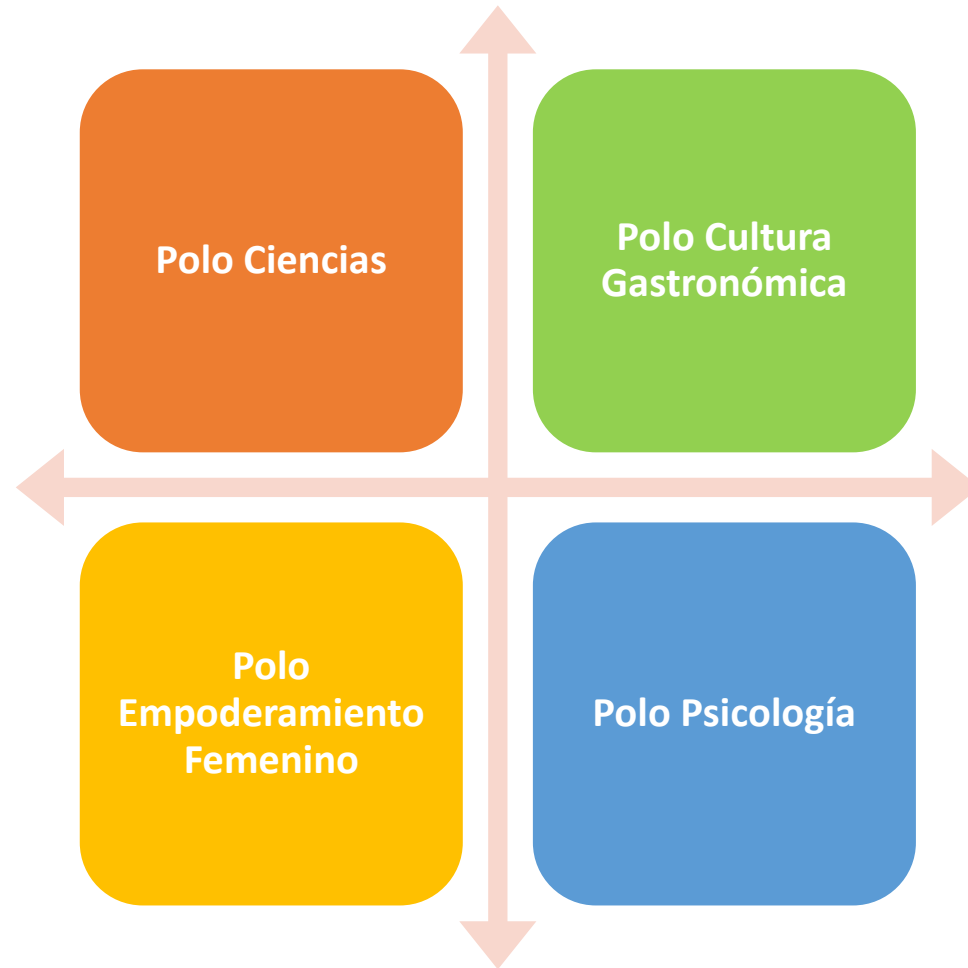 Polo Ciencias
Polo Cultura
Gastronómica
Polo
Empoderamiento
Femenino
Polo Psicología